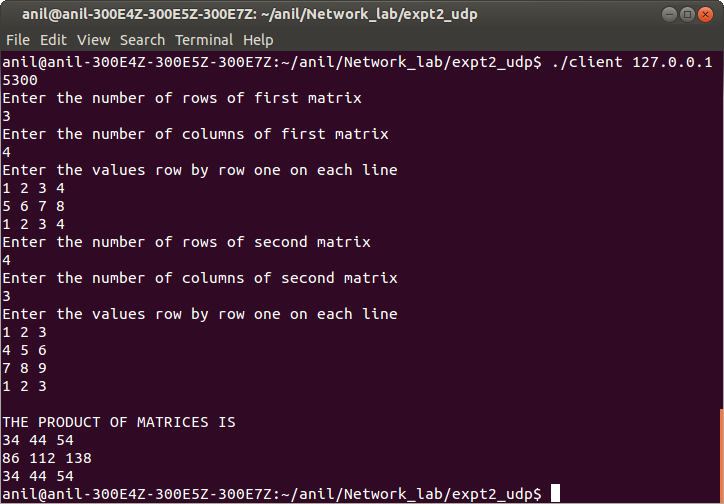 anil@anil-300E4Z-300E5Z-300E7Z: ~/anil/Network_lab/expt2_udp
File Edit View Search Terminal Help
anil@anil-300E4Z-300E5Z-300E7Z:~/anil/Network_lab/expt2_udp$ ./client 127.0.0.1
5300
Enter the number of rows of first matrix
3
Enter the number of columns of first matrix
4
Enter the values row by row one on each line
1 2 3 4
5 6 7 8
1 2 3 4
Enter the number of rows of second matrix
4
Enter the number of columns of second matrix
3
Enter the values row by row one on each line
1 2 3
4 5 6
7 8 9
1 2 3
THE PRODUCT OF MATRICES IS
34 44 54
86 112 138
34 44 54
anil@anil-300E4Z-300E5Z-300E7Z:~/anil/Network_lab/expt2_udp$